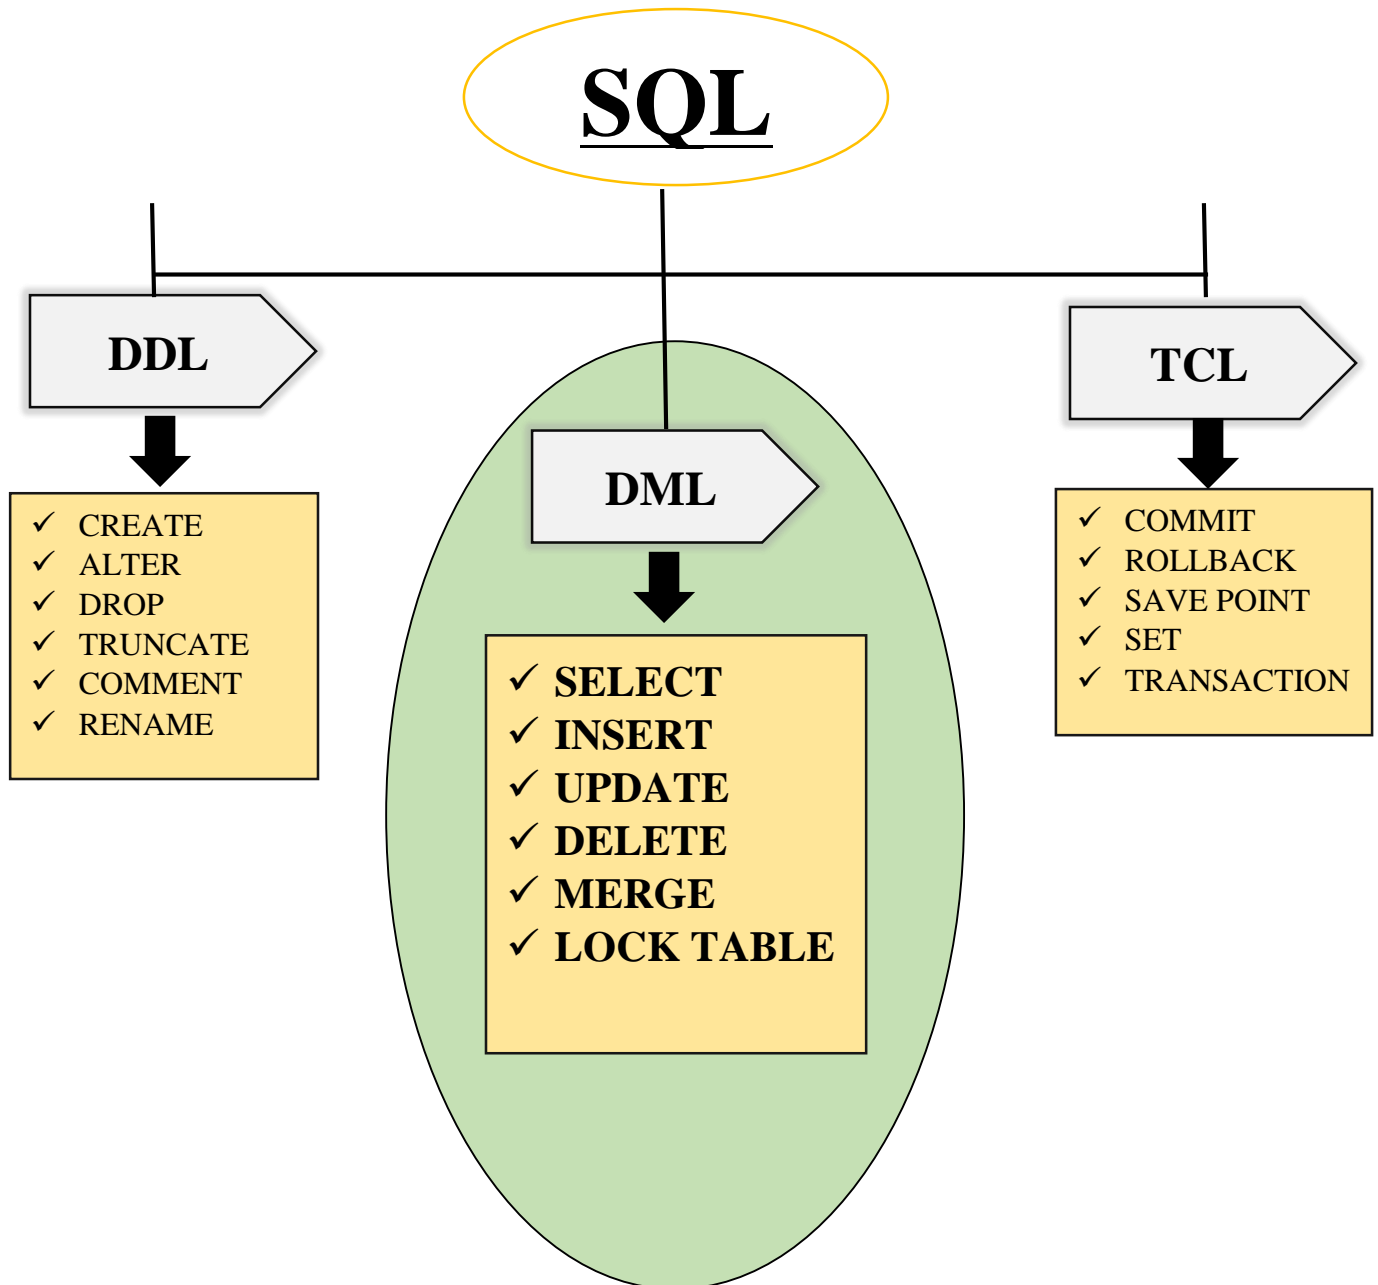 SQL
DDL
CREATE
ALTER
DROP
TRUNCATE
COMMENT
RENAME
DML
SELECT
INSERT
UPDATE
DELETE
MERGE
LOCK TABLE
TCL
COMMIT
ROLLBACK
SAVE POINT
SET
TRANSACTION